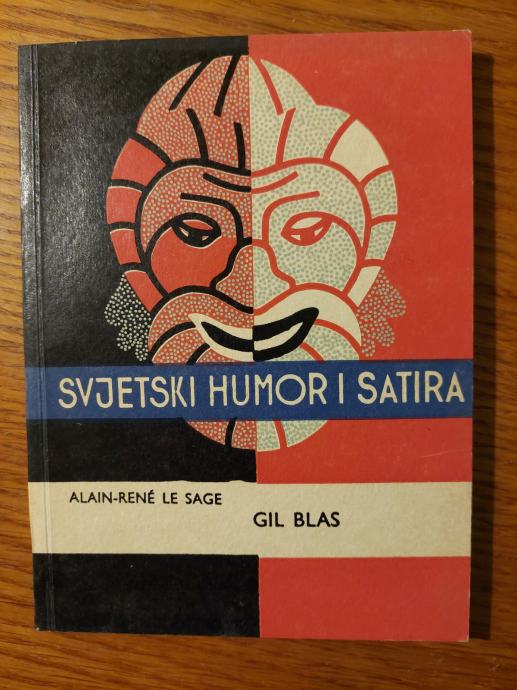 SVJETSKI HUMOR I SATIRA
ALAIN-RENÉ LE SAGE
GIL BLAS